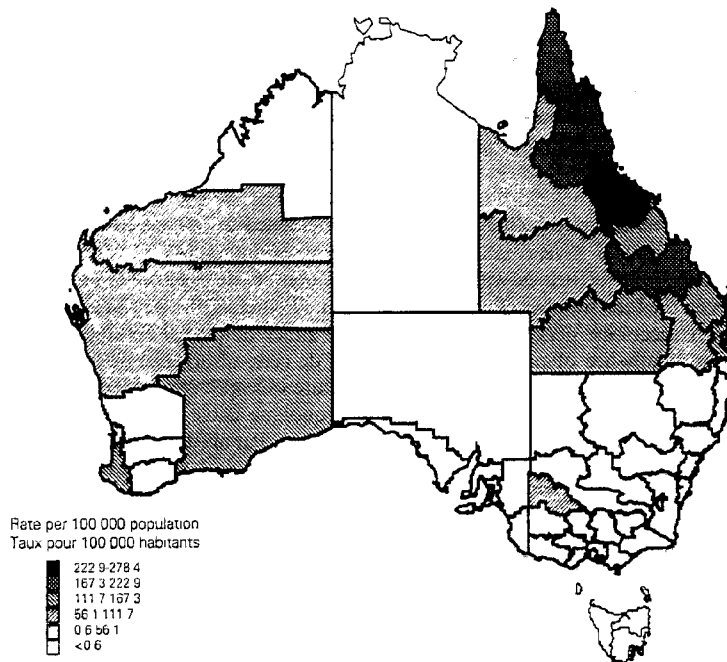 Rate per 100 000 population
Taux pour 100 000 habitants
222 9-278 4
167 3 222 9
111 7 167 3
56 1 111 7
0 6 56 1
<0 6